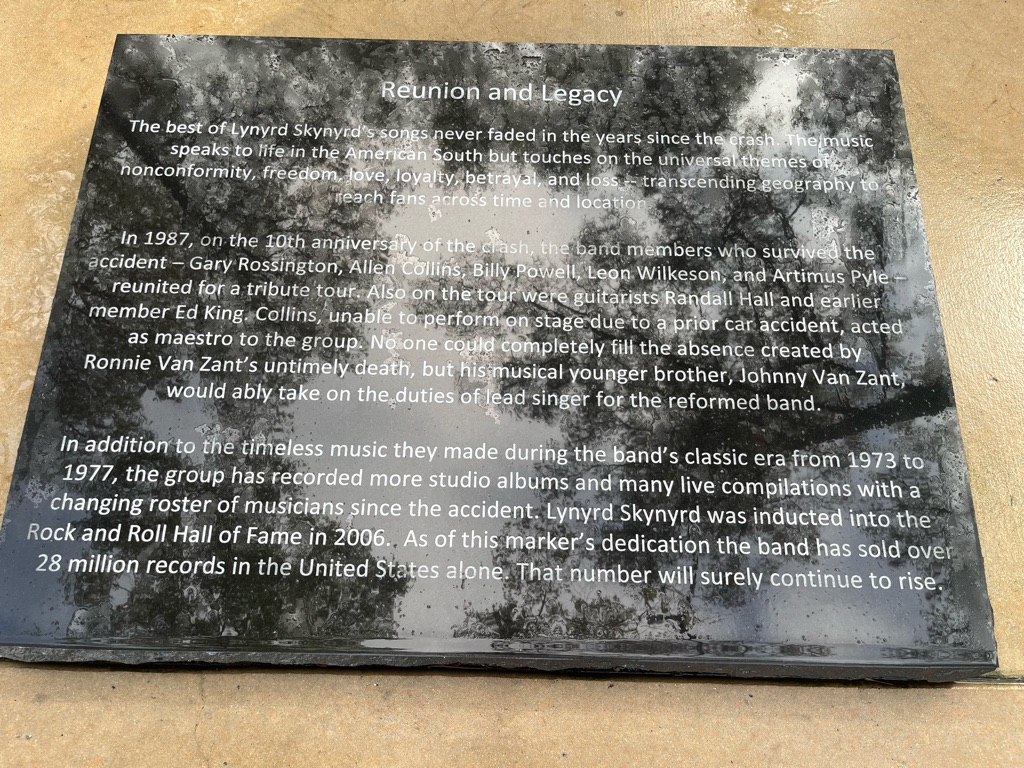 Reunion and Legacy
The best of Lynyrd Skynyrd's songs never faded in the years since the crash. The music
speaks to life in the American South but touches on the universal themes of
nonconformity, freedom, love, loyalty, betrayal, and loss – transcending geography to
reach fans across time and location
In 1987, on the 10th anniversary of the crash, the band members who survived the
accident – Gary Rossington, Allen Collins, Billy Powell, Leon Wilkeson, and Artimus Pyle –
reunited for a tribute tour. Also on the tour were guitarists Randall Hall and earlier
member Ed King. Collins, unable to perform on stage due to a prior car accident, acted
as maestro to the group. No one could completely fill the absence created by
Ronnie Van Zant's untimely death, but his musical younger brother, Johnny Van Zant,
would ably take on the duties of lead singer for the reformed band.
In addition to the timeless music they made during the band's classic era from 1973 to
1977, the group has recorded more studio albums and many live compilations with a
changing roster of musicians since the accident. Lynyrd Skynyrd was inducted into the
Rock and Roll Hall of Fame in 2006. As of this marker's dedication the band has sold over
28 million records in the United States alone. That number will surely continue to rise.